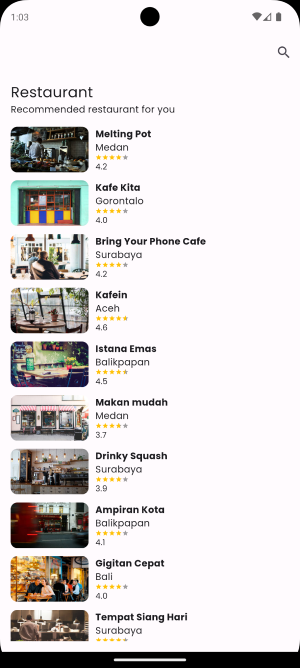 1:03
Restaurant
Recommended restaurant for you
Melting Pot
Medan
4.2
Kafe Kita
Gorontalo
4.0
Bring Your Phone Cafe
Surabaya
4.2
Kafein
Aceh
4.6
Istana Emas
Balikpapan
4.5
Makan mudah
Medan
3.7
Drinky Squash
Surabaya
3.9
Ampiran Kota
Balikpapan
4.1
Gigitan Cepat
Bali
4.0
Tempat Siang Hari
Surabaya